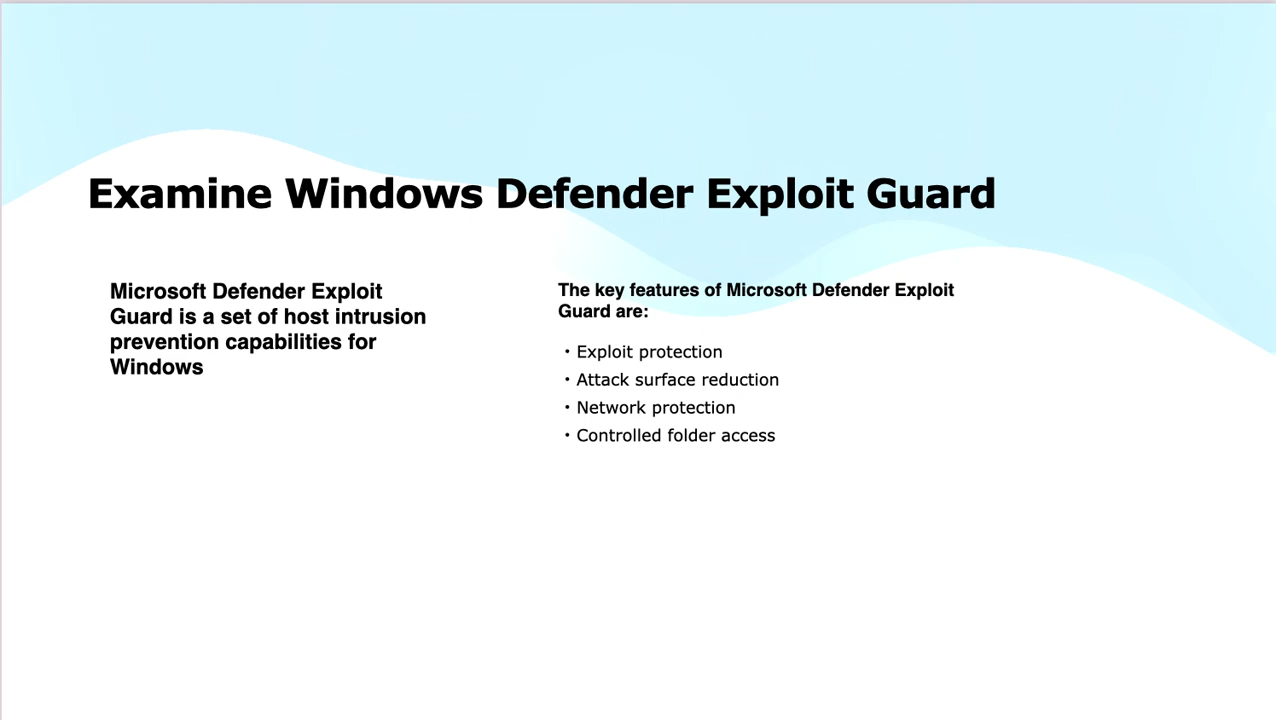 Examine Windows Defender Exploit Guard
Microsoft Defender Exploit
Guard is a set of host intrusion
prevention capabilities for
Windows
The key features of Microsoft Defender Exploit
Guard are:
• Exploit protection
• Attack surface reduction
• Network protection
• Controlled folder access